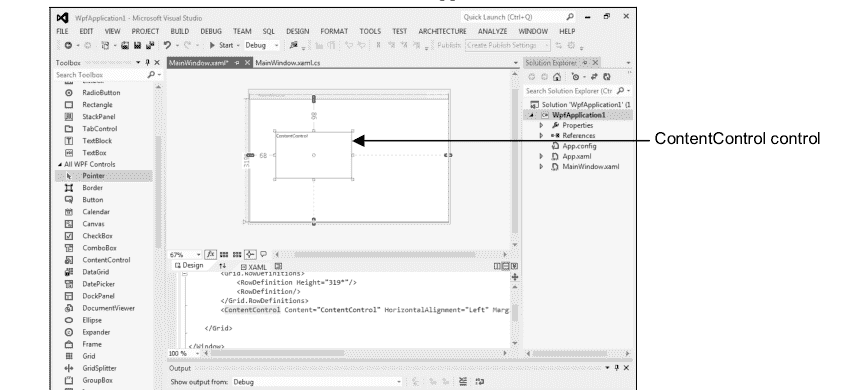 WpfApplication1 - Microsoft Visual Studio
Quick Launch (Ctrl+Q)
FILE EDIT VIEW PROJECT BUILD DEBUG TEAM SQL DESIGN FORMAT TOOLS TEST ARCHITECTURE ANALYZE WINDOW HELP
Start - Debug
Publish: Create Publish Settings
Toolbox
MainWindow.xaml*
MainWindow.xaml.cs
Solution Explorer
Search Toolbox
Search Solution Explorer (Ctr
RadioButton
Rectangle
StackPanel
TabControl
TextBlock
TextBox
All WPF Controls
Pointer
Border
Button
Canvas
Calendar
CheckBox
ComboBox
ContentControl
DataGrid
DatePicker
DockPanel
DocumentViewer
Ellipse
Expander
Frame
Grid
GridSplitter
GroupBox
ContentControl
98
319*
68
Solution 'WpfApplication1' (1
WpfApplication1
Properties
References
App.config
App.xaml
MainWindow.xaml
ContentControl control
67%
Design
XAML
<Grid.RowDefinitions>
<RowDefinition Height="319*"/>
<RowDefinition/>
</Grid.RowDefinitions>
<ContentControl Content="ContentControl" HorizontalAlignment="Left" Marg
</Grid>
</Window>
100 %
Output
Show output from: Debug